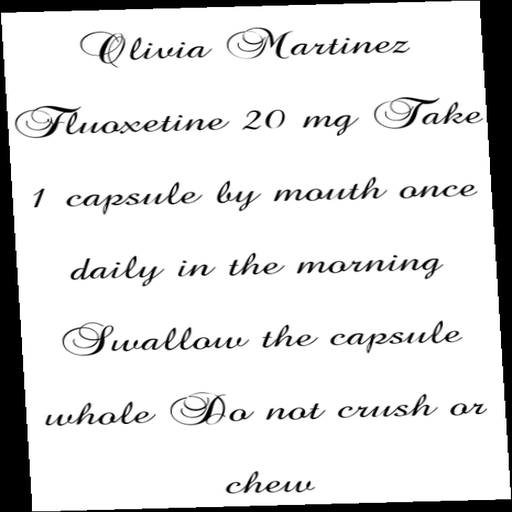 Olivia Martinez
Fluoxetine 20 mg Take
1 capsule by mouth once
daily in the morning
Swallow the capsule
whole Do not crush or
chew